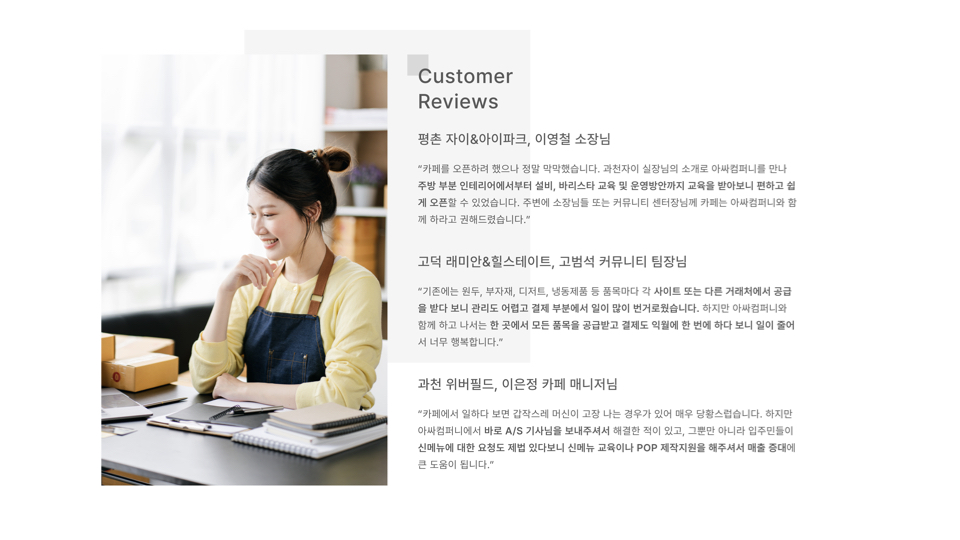 Customer
Reviews
평촌 자이&아이파크, 이영철 소장님
“카페를 오픈하려 했으나 정말 막막했습니다. 과천자이 실장님의 소개로 아싸컴퍼니를 만나
주방 부분 인테리어에서부터 설비, 바리스타 교육 및 운영방안까지 교육을 받아보니 편하고 쉽
게 오픈할 수 있었습니다. 주변에 소장님들 또는 커뮤니티 센터장님께 카페는 아싸컴퍼니와 함
께 하라고 권해드렸습니다.”
고덕 래미안&힐스테이트, 고범석 커뮤니티 팀장님
“기존에는 원두, 부자재, 디저트, 냉동제품 등 품목마다 각 사이트 또는 다른 거래처에서 공급
을 받다 보니 관리도 어렵고 결제 부분에서 일이 많이 번거로웠습니다. 하지만 아싸컴퍼니와
함께 하고 나서는 한 곳에서 모든 품목을 공급받고 결제도 익월에 한 번에 하다 보니 일이 줄어
서 너무 행복합니다.”
과천 위버필드, 이은정 카페 매니저님
“카페에서 일하다 보면 갑작스레 머신이 고장 나는 경우가 있어 매우 당황스럽습니다. 하지만
아싸컴퍼니에서 바로 A/S 기사님을 보내주셔서 해결한 적이 있고, 그뿐만 아니라 입주민들이
신메뉴에 대한 요청도 제법 있다보니 신메뉴 교육이나 POP 제작지원을 해주셔서 매출 증대에
큰 도움이 됩니다.”